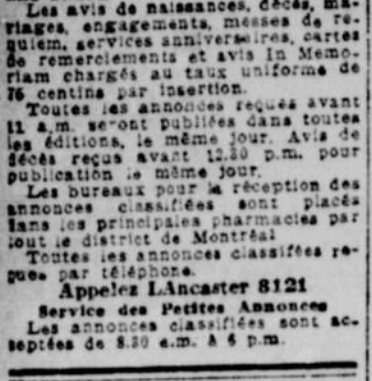 Les avis de naissances, décès, ma-
riages, engagements, messes de re-
quiem, services anniversaires, cartes
de remerciements et avis In Memo-
riam chargés au taux uniforme de
75 centins par insertion.
Toutes les annonces reçues avant
11 a.m. seront publiées dans toutes
les éditions, le même jour. Avis de
décès reçus avant 12.30 p.m. pour
publication le même jour.
Les bureaux pour la réception des
annonces classifiées sont placés
dans les principales pharmacies par
tout le district de Montréal
Toutes les annonces classifiées re-
çues par téléphone.
Appelez LAncaster 8121
Service des Petites Annonces
Les annonces classifiées sont ac-
ceptées de 8.30 a.m. à 6 p.m.